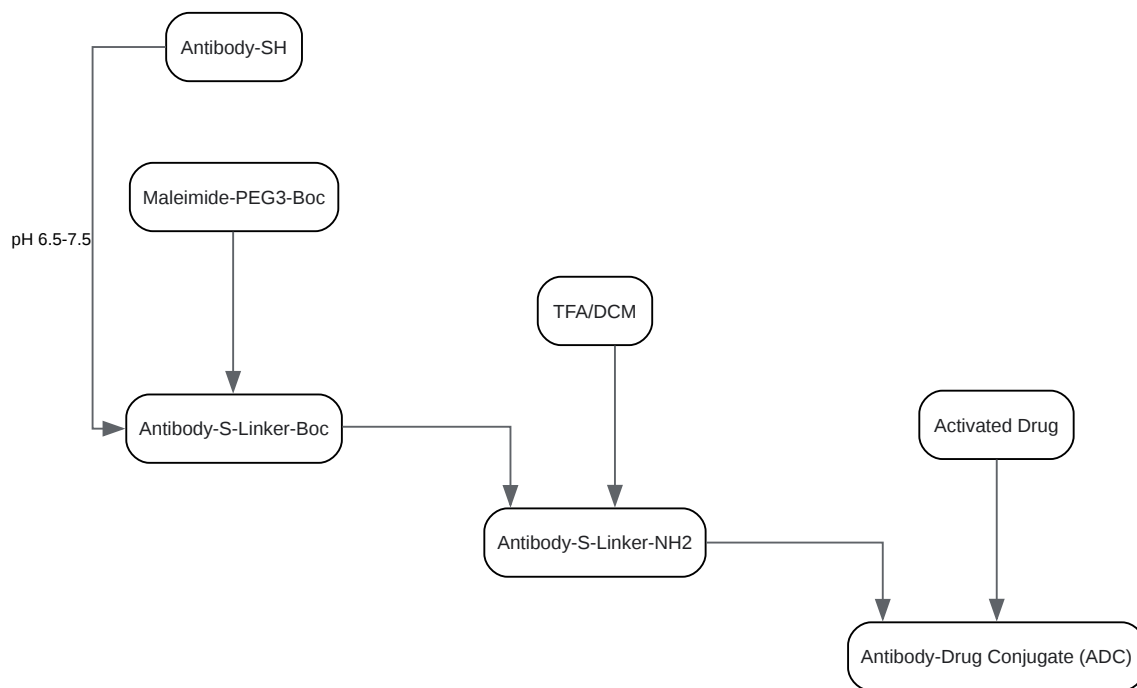 Antibody-SH
Maleimide-PEG3-Boc
pH 6.5-7.5
TFA/DCM
Antibody-S-Linker-Boc
Activated Drug
Antibody-S-Linker-NH2
Antibody-Drug Conjugate (ADC)